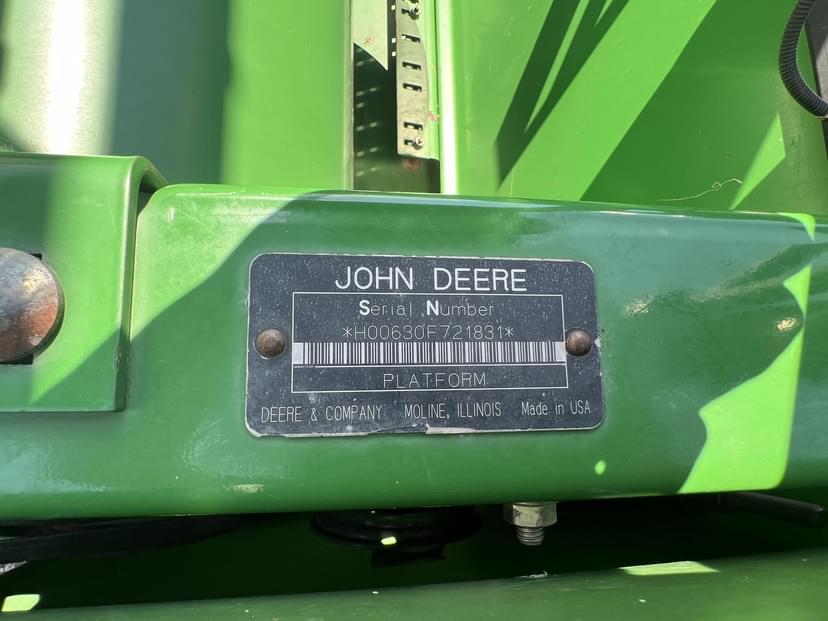 JOHN DEERE
Serial Number
*H00630F721831*
PLATFORM
DEERE & COMPANY MOLINE, ILLINOIS Made in USA